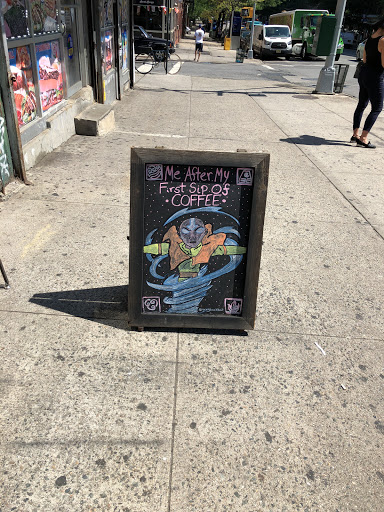 Me After My
First Sip Of
• COFFEE •